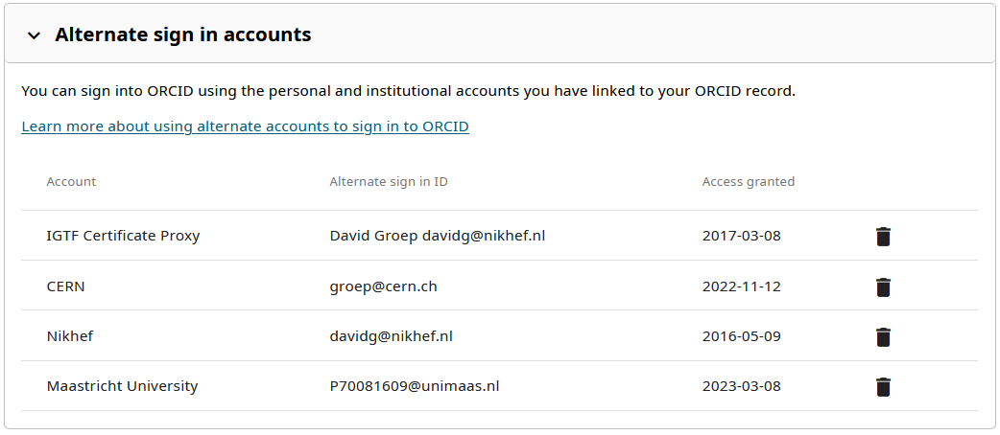 Alternate sign in accounts
You can sign into ORCID using the personal and institutional accounts you have linked to your ORCID record.
Learn more about using alternate accounts to sign in to ORCID
Account Alternate sign in ID Access granted
IGTF Certificate Proxy David Groep davidg@nikhef.nl 2017-03-08
CERN groep@cern.ch 2022-11-12
Nikhef davidg@nikhef.nl 2016-05-09
Maastricht University P70081609@unimaas.nl 2023-03-08